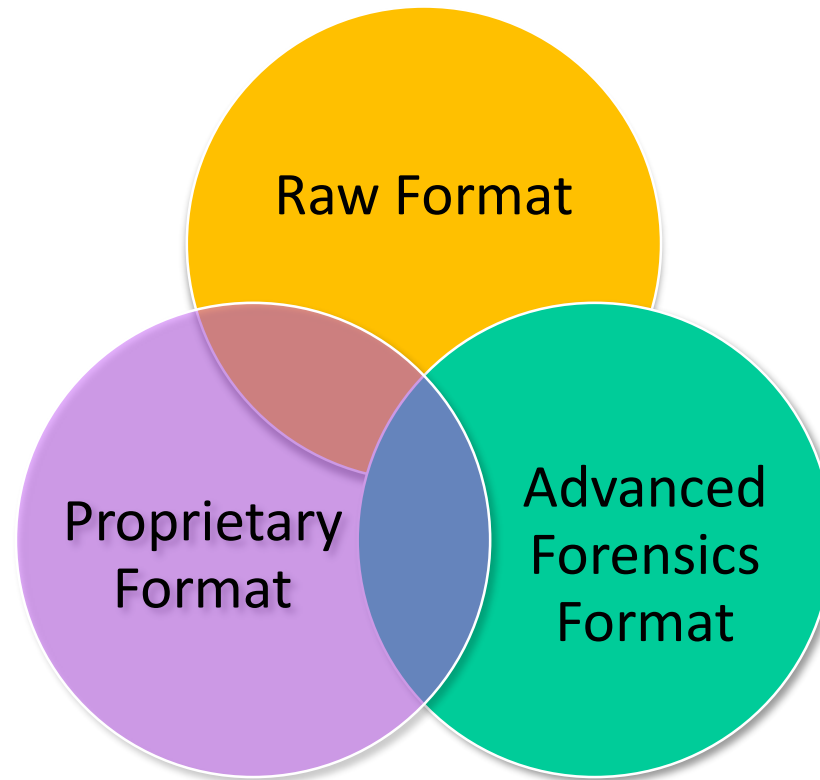 Raw Format
Proprietary
Format
Advanced
Forensics
Format